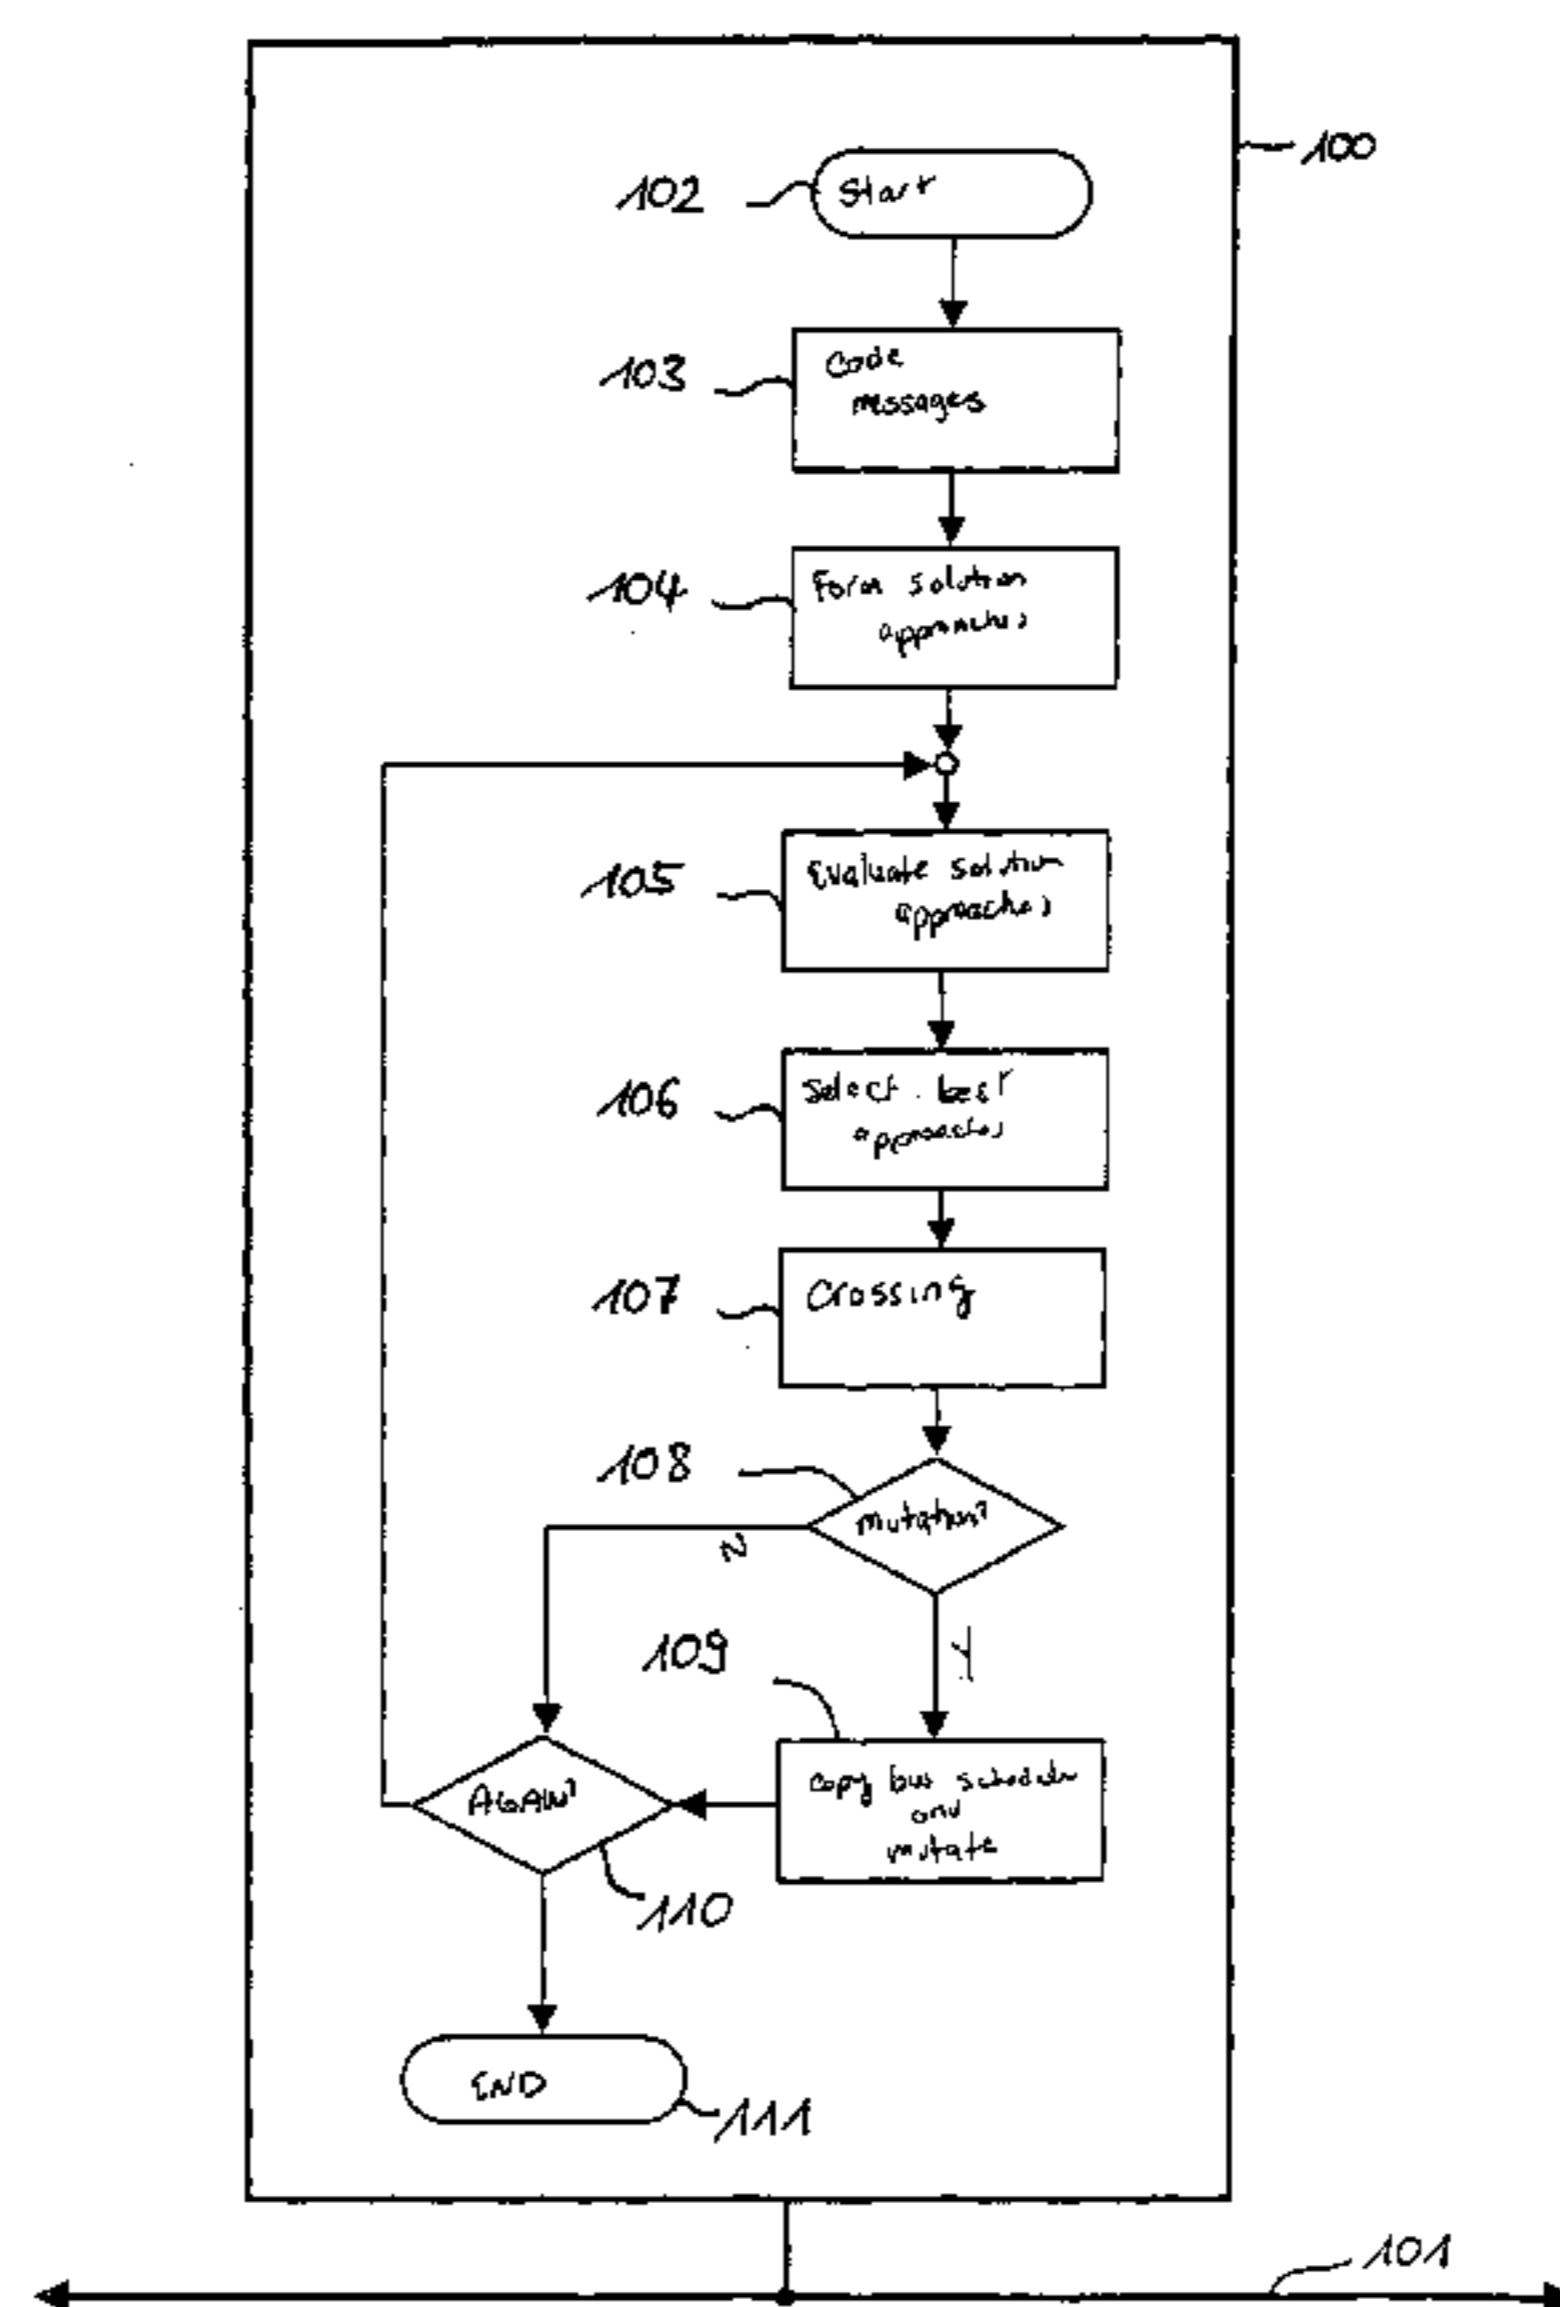 100
102 Start
103 Code
messages
104 Form solution
approaches
105 Evaluate solution
approaches
106 Select best
approaches
107 Crossing
108 mutation?
N
Y
109
copy bus schedule
and
mutate
AGAIN?
110
END
111
101